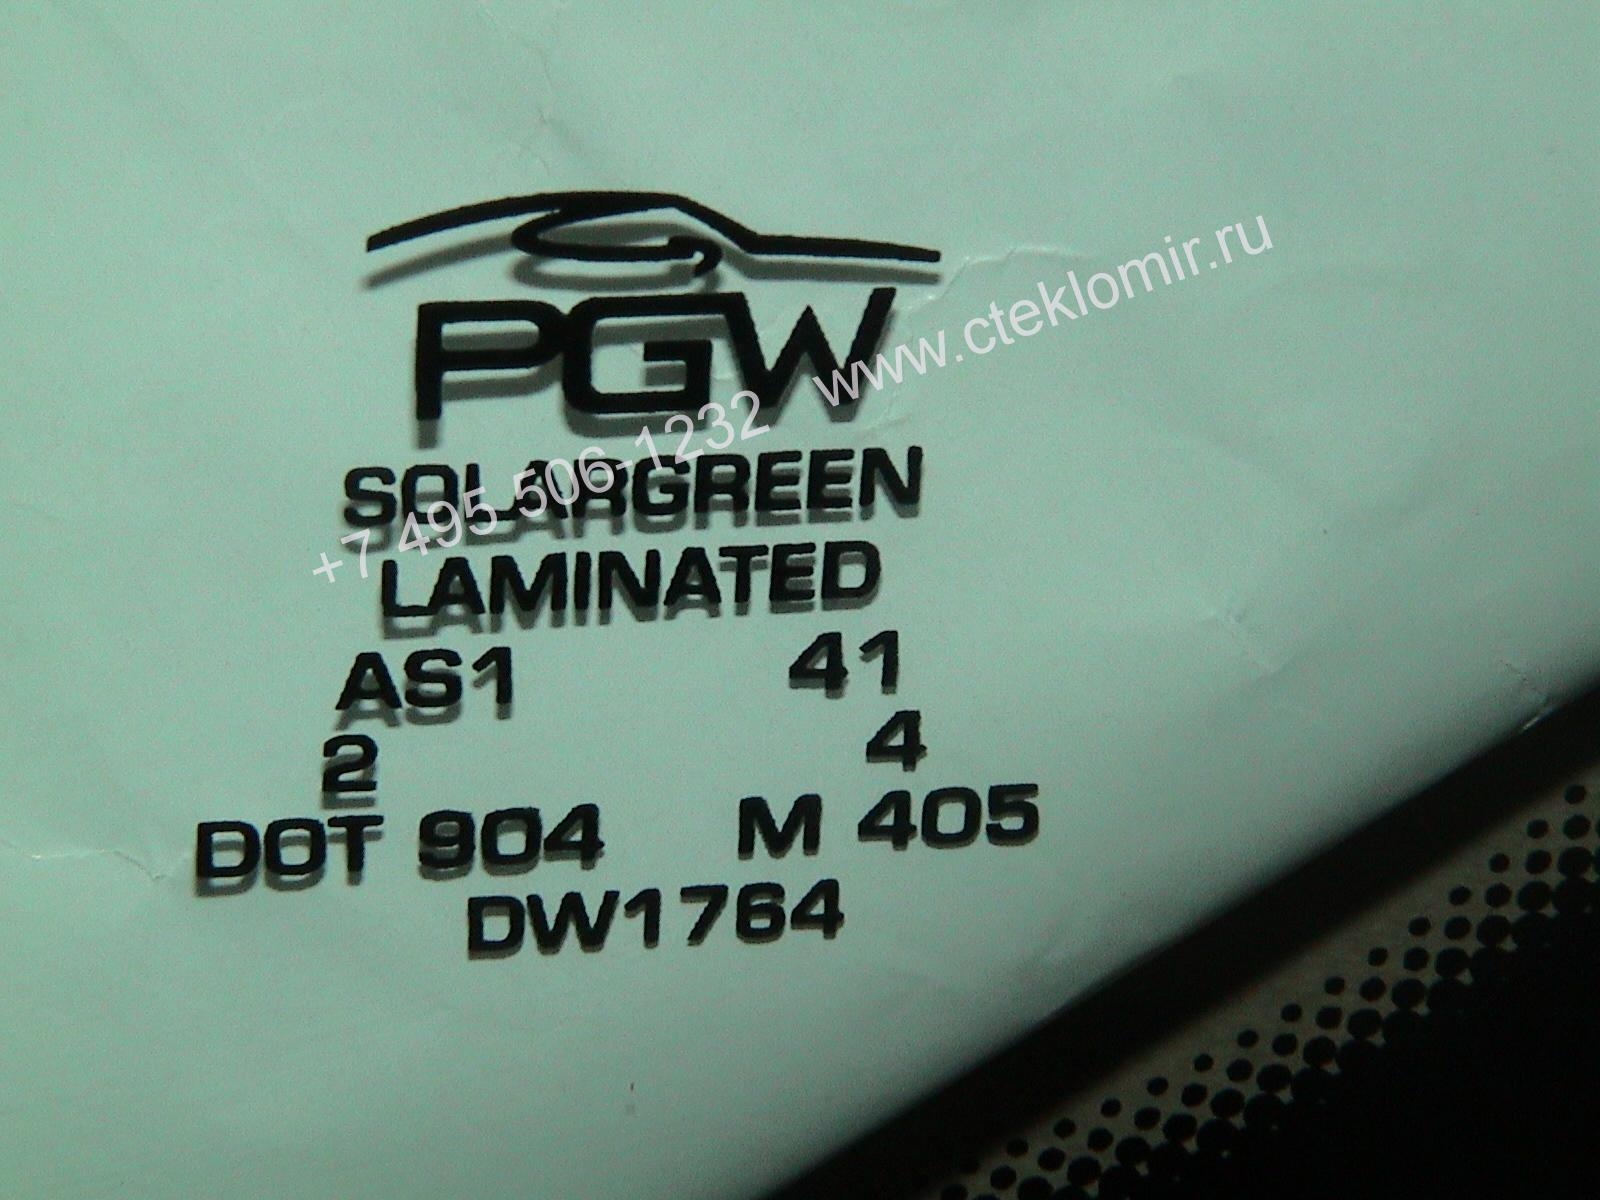 PGW
SOLARGREEN
LAMINATED
AS1 41
2 4
DOT 904 M 405
DW1764
+7 495 506-1232 www.cteklomir.ru